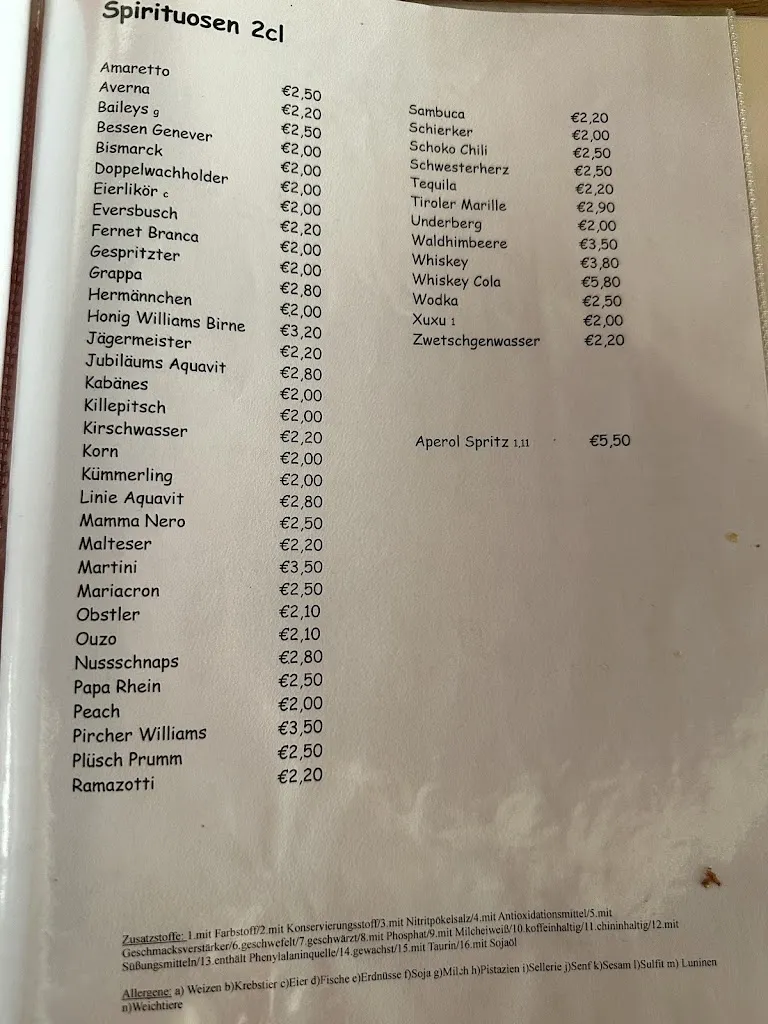 Spirituosen 2cl
Amaretto €2,50
Averna €2,20
Baileys g €2,50
Bessen Genever €2,00
Bismarck €2,00
Doppelwachholder €2,00
Eierlikör c €2,00
Eversbusch €2,20
Fernet Branca €2,00
Gespritzter €2,00
Grappa €2,80
Hermännchen €2,00
Honig Williams Birne €3,20
Jägermeister €2,20
Jubiläums Aquavit €2,80
Kabänes €2,00
Killepitsch €2,00
Kirschwasser €2,20
Korn €2,00
Kümmerling €2,00
Linie Aquavit €2,80
Mamma Nero €2,50
Malteser €2,20
Martini €3,50
Mariacron €2,50
Obstler €2,10
Ouzo €2,10
Nussschnaps €2,80
Papa Rhein €2,50
Peach €2,00
Pircher Williams €3,50
Plüsch Prumm €2,50
Ramazotti €2,20
Sambuca €2,20
Schierker €2,00
Schoko Chili €2,50
Schwesterherz €2,50
Tequila €2,20
Tiroler Marille €2,90
Underberg €2,00
Waldhimbeere €3,50
Whiskey €3,80
Whiskey Cola €5,80
Wodka €2,50
Xuxu 1 €2,00
Zwetschgenwasser €2,20
Aperol Spritz 1,11 €5,50
Zusatzstoffe: 1.mit Farbstoff/2.mit Konservierungsstoff/3.mit Nitritpökelsalz/4.mit Antioxidationsmittel/5.mit
Geschmacksverstärker/6.geschwefelt/7.geschwärzt/8.mit Phosphat/9.mit Milcheiweiß/10.koffeinhaltig/11.chininhaltig/12.mit
Süßungsmitteln/13.enthält Phenylalaninquelle/14.gewachst/15.mit Taurin/16.mit Sojaöl
Allergene: a) Weizen b)Krebstier c)Eier d)Fische e)Erdnüsse f)Soja g)Milch h)Pistazien i)Sellerie j)Senf k)Sesam l)Sulfit m) Luninen
n)Weichtiere